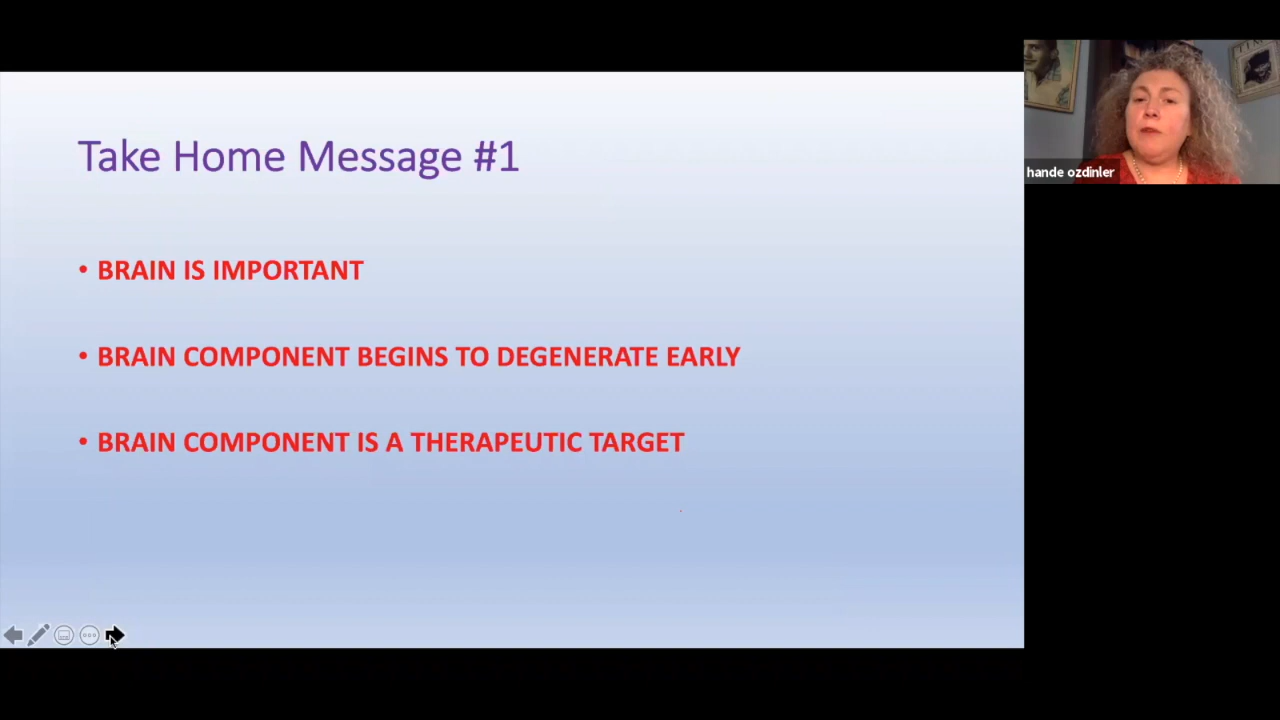 Take Home Message #1
• BRAIN IS IMPORTANT
• BRAIN COMPONENT BEGINS TO DEGENERATE EARLY
• BRAIN COMPONENT IS A THERAPEUTIC TARGET
hande ozdinler